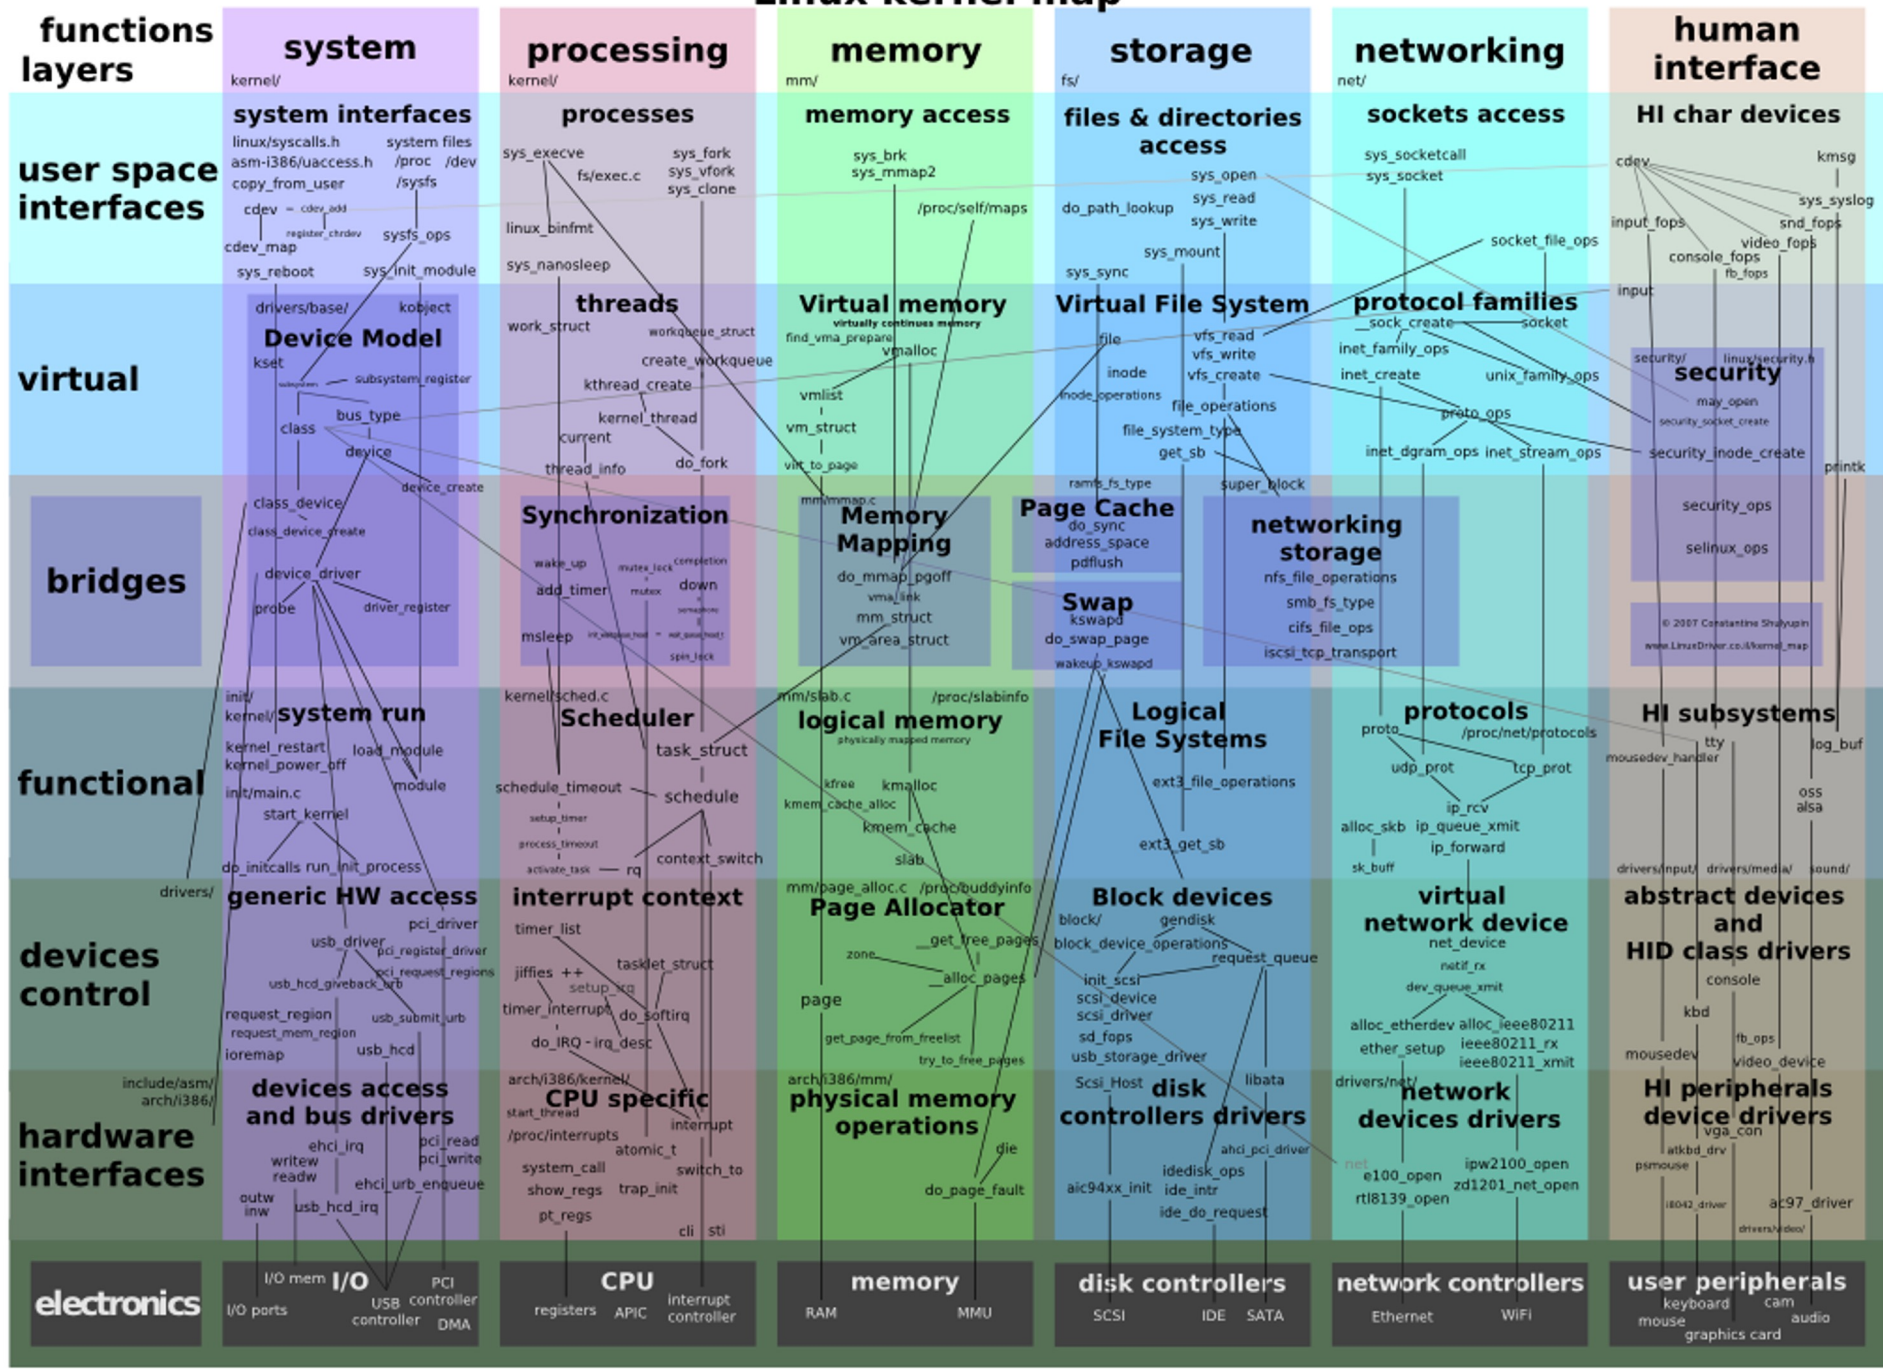 Linux kernel map
functions
layers
system
kernel/
processing
kernel/
memory
mm/
storage
fs/
networking
net/
human
interface
user space
interfaces
system interfaces
linux/syscalls.h
system files
asm-i386/uaccess.h
/proc
/dev
copy_from_user
/sysfs
cdev
cdev_add
register_chrdev
cdev_map
sysfs_ops
sys_reboot
sys_init_module
processes
sys_execve
sys_fork
fs/exec.c
sys_vfork
sys_clone
linux_binfmt
sys_nanosleep
memory access
sys_brk
sys_mmap2
/proc/self/maps
files & directories
access
sys_open
sys_read
do_path_lookup
sys_write
sys_mount
sys_sync
sockets access
sys_socketcall
sys_socket
socket_file_ops
HI char devices
cdev
kmsg
sys_syslog
input_fops
snd_fops
video_fops
console_fops
fb_fops
input
virtual
drivers/base/
kobject
Device Model
kset
subsystem
subsystem_register
bus_type
class
device
device_create
threads
work_struct
workqueue_struct
create_workqueue
kthread_create
kernel_thread
current
thread_info
do_fork
Virtual memory
virtually continues memory
find_vma_prepare
vmalloc
vmlist
vm_struct
virt_to_page
Virtual File System
file
vfs_read
vfs_write
inode
vfs_create
inode_operations
file_operations
file_system_type
get_sb
ramfs_fs_type
super_block
protocol families
__sock_create
socket
inet_family_ops
inet_create
unix_family_ops
proto_ops
inet_dgram_ops
inet_stream_ops
security/
linux/security.h
security
may_open
security_socket_create
security_inode_create
printk
security_ops
selinux_ops
bridges
class_device
class_device_create
device_driver
probe
driver_register
Synchronization
wake_up
mutex_lock
completion
add_timer
mutex
down
semaphore
msleep
init_waitqueue_head
wait_queue_head_t
spin_lock
mm/mmap.c
Memory
Mapping
do_mmap_pgoff
vma_link
mm_struct
vm_area_struct
Page Cache
do_sync
address_space
pdflush
Swap
kswapd
do_swap_page
wakeup_kswapd
networking
storage
nfs_file_operations
smb_fs_type
cifs_file_ops
iscsi_tcp_transport
© 2007 Constantine Shulyupin
www.LinuxDriver.co.il/kernel_map
functional
init/
kernel/
system run
kernel_restart
kernel_power_off
load_module
module
init/main.c
start_kernel
do_initcalls
run_init_process
kernel/sched.c
Scheduler
task_struct
schedule_timeout
schedule
setup_timer
process_timeout
activate_task
rq
context_switch
mm/slab.c
/proc/slabinfo
logical memory
physically mapped memory
kfree
kmalloc
kmem_cache_alloc
kmem_cache
slab
Logical
File Systems
ext3_file_operations
ext3_get_sb
protocols
proto
/proc/net/protocols
udp_prot
tcp_prot
ip_rcv
alloc_skb
ip_queue_xmit
ip_forward
sk_buff
HI subsystems
tty
log_buf
mousedev_handler
oss
alsa
drivers/input/
drivers/media/
sound/
devices
control
drivers/
generic HW access
pci_driver
usb_driver
pci_register_driver
pci_request_regions
usb_hcd_giveback_urb
request_region
usb_submit_urb
request_mem_region
ioremap
usb_hcd
interrupt context
timer_list
jiffies ++
tasklet_struct
setup_irq
timer_interrupt
do_softirq
do_IRQ
irq_desc
mm/page_alloc.c
/proc/buddyinfo
Page Allocator
__get_free_pages
zone
__alloc_pages
page
get_page_from_freelist
try_to_free_pages
Block devices
block/
gendisk
block_device_operations
request_queue
init_scsi
scsi_device
scsi_driver
sd_fops
usb_storage_driver
virtual
network device
net_device
netif_rx
dev_queue_xmit
alloc_etherdev
alloc_ieee80211
ether_setup
ieee80211_rx
ieee80211_xmit
abstract devices
and
HID class drivers
console
kbd
fb_ops
mousedev
video_device
hardware
interfaces
include/asm/
arch/i386/
devices access
and bus drivers
ehci_irq
pci_read
pci_write
writew
readw
ehci_urb_enqueue
outw
inw
usb_hcd_irq
arch/i386/kernel/
CPU specific
start_thread
interrupt
/proc/interrupts
atomic_t
system_call
switch_to
show_regs
trap_init
pt_regs
cli
sti
arch/i386/mm/
physical memory
operations
die
do_page_fault
Scsi_Host
libata
disk
controllers drivers
ahci_pci_driver
idedisk_ops
aic94xx_init
ide_intr
ide_do_request
drivers/net/
network
devices drivers
net
e100_open
ipw2100_open
zd1201_net_open
rtl8139_open
HI peripherals
device drivers
vga_con
atkbd_drv
psmouse
i8042_driver
ac97_driver
drivers/video/
electronics
I/O mem
I/O
PCI
controller
I/O ports
USB
controller
DMA
CPU
registers
APIC
interrupt
controller
memory
RAM
MMU
disk controllers
SCSI
IDE
SATA
network controllers
Ethernet
WiFi
user peripherals
keyboard
cam
mouse
audio
graphics card